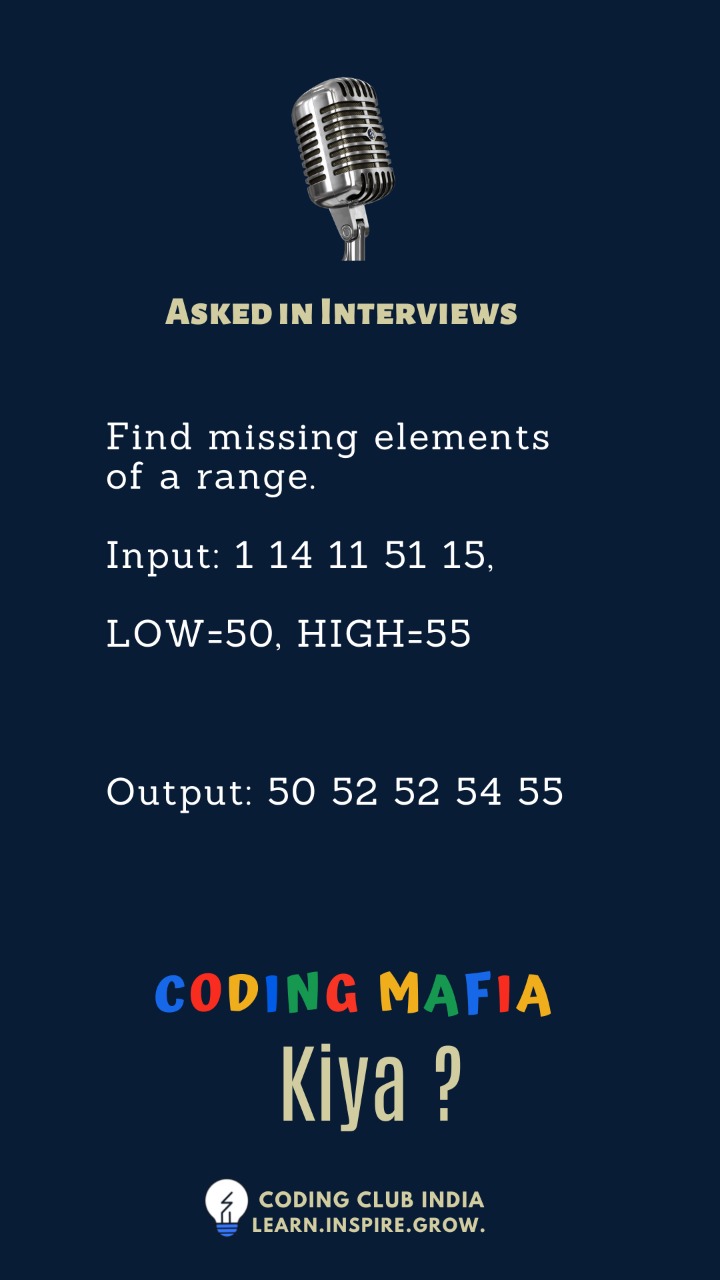 Asked in Interviews
Find missing elements
of a range.
Input: 1 14 11 51 15,
LOW=50, HIGH=55
Output: 50 52 52 54 55
CODING MAFIA
Kiya ?
CODING CLUB INDIA
LEARN.INSPIRE.GROW.